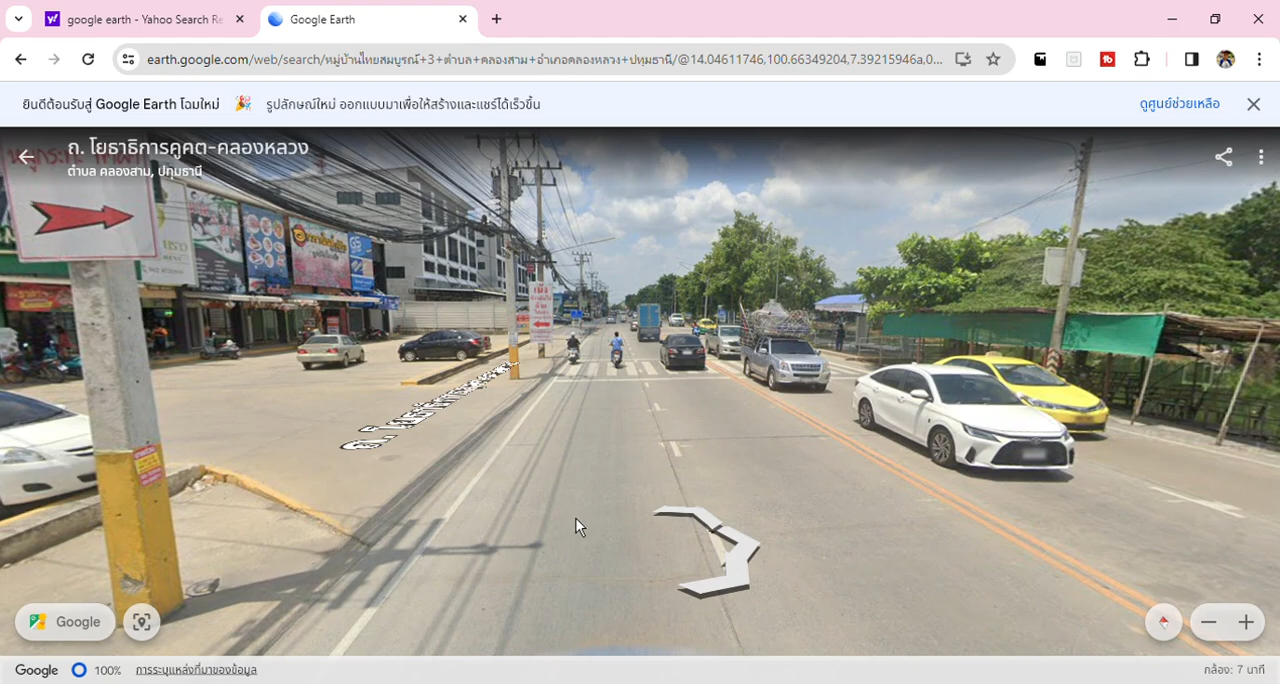 google earth - Yahoo Search Re
Google Earth
earth.google.com/web/search/หมู่บ้านไทยสมบูรณ์+3+ตำบล+คลองสาม+อำเภอคลองหลวง+ปทุมธานี/@14.04611746,100.66349204,7.39215946a,0...
ยินดีต้อนรับสู่ Google Earth โฉมใหม่ 🎉 รูปลักษณ์ใหม่ ออกแบบมาเพื่อให้สร้างและแชร์ได้เร็วขึ้น
ดูศูนย์ช่วยเหลือ
ถ. โยธาธิการคูคต-คลองหลวง
ตำบล คลองสาม, ปทุมธานี
Google
Google
100%
การระบุแหล่งที่มาของข้อมูล
กล้อง: 7 นาที